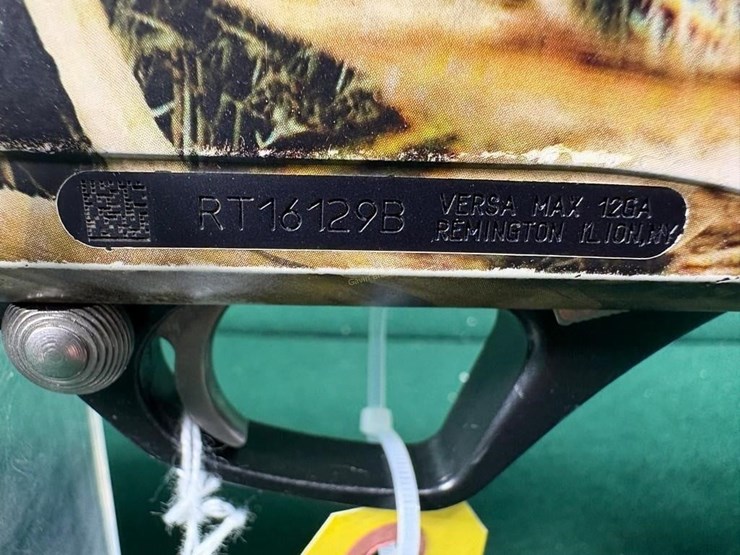 RT16129B
VERSA MAX 12GA
REMINGTON ILION, NY